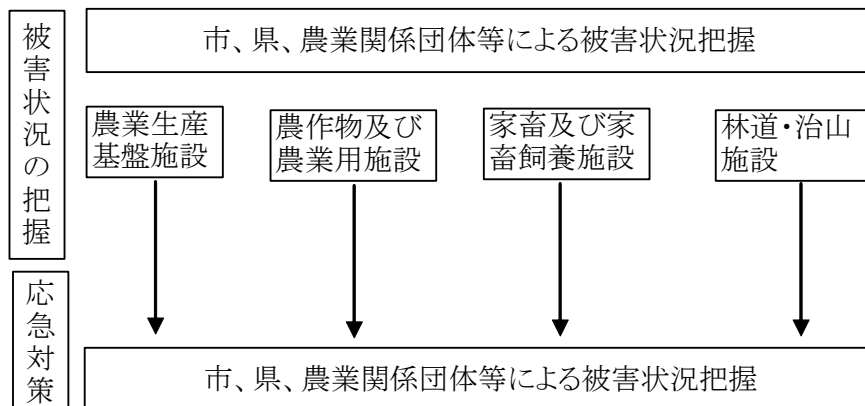 被害状況の把握
市、県、農業関係団体等による被害状況把握
農業生産
基盤施設
農作物及び
農業用施設
家畜及び家
畜飼養施設
林道・治山
施設
応急対策
市、県、農業関係団体等による被害状況把握